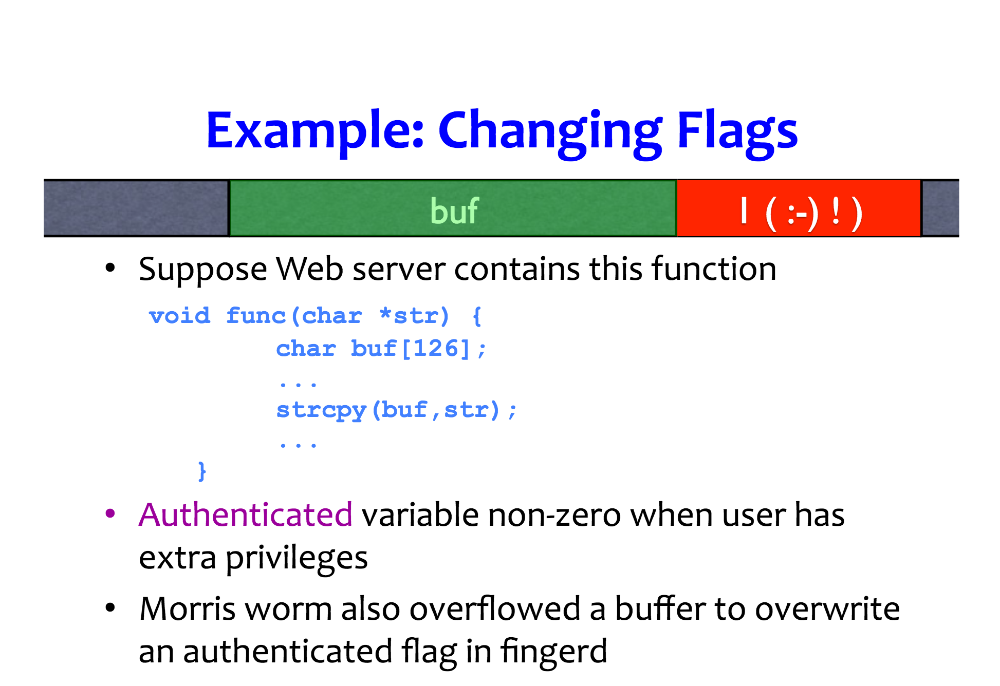 Example: Changing Flags
buf
1 ( :-) ! )
• Suppose Web server contains this function
void func(char *str) {
char buf[126];
...
strcpy(buf,str);
...
}
• Authenticated variable non-zero when user has
extra privileges
• Morris worm also overflowed a buffer to overwrite
an authenticated flag in fingerd